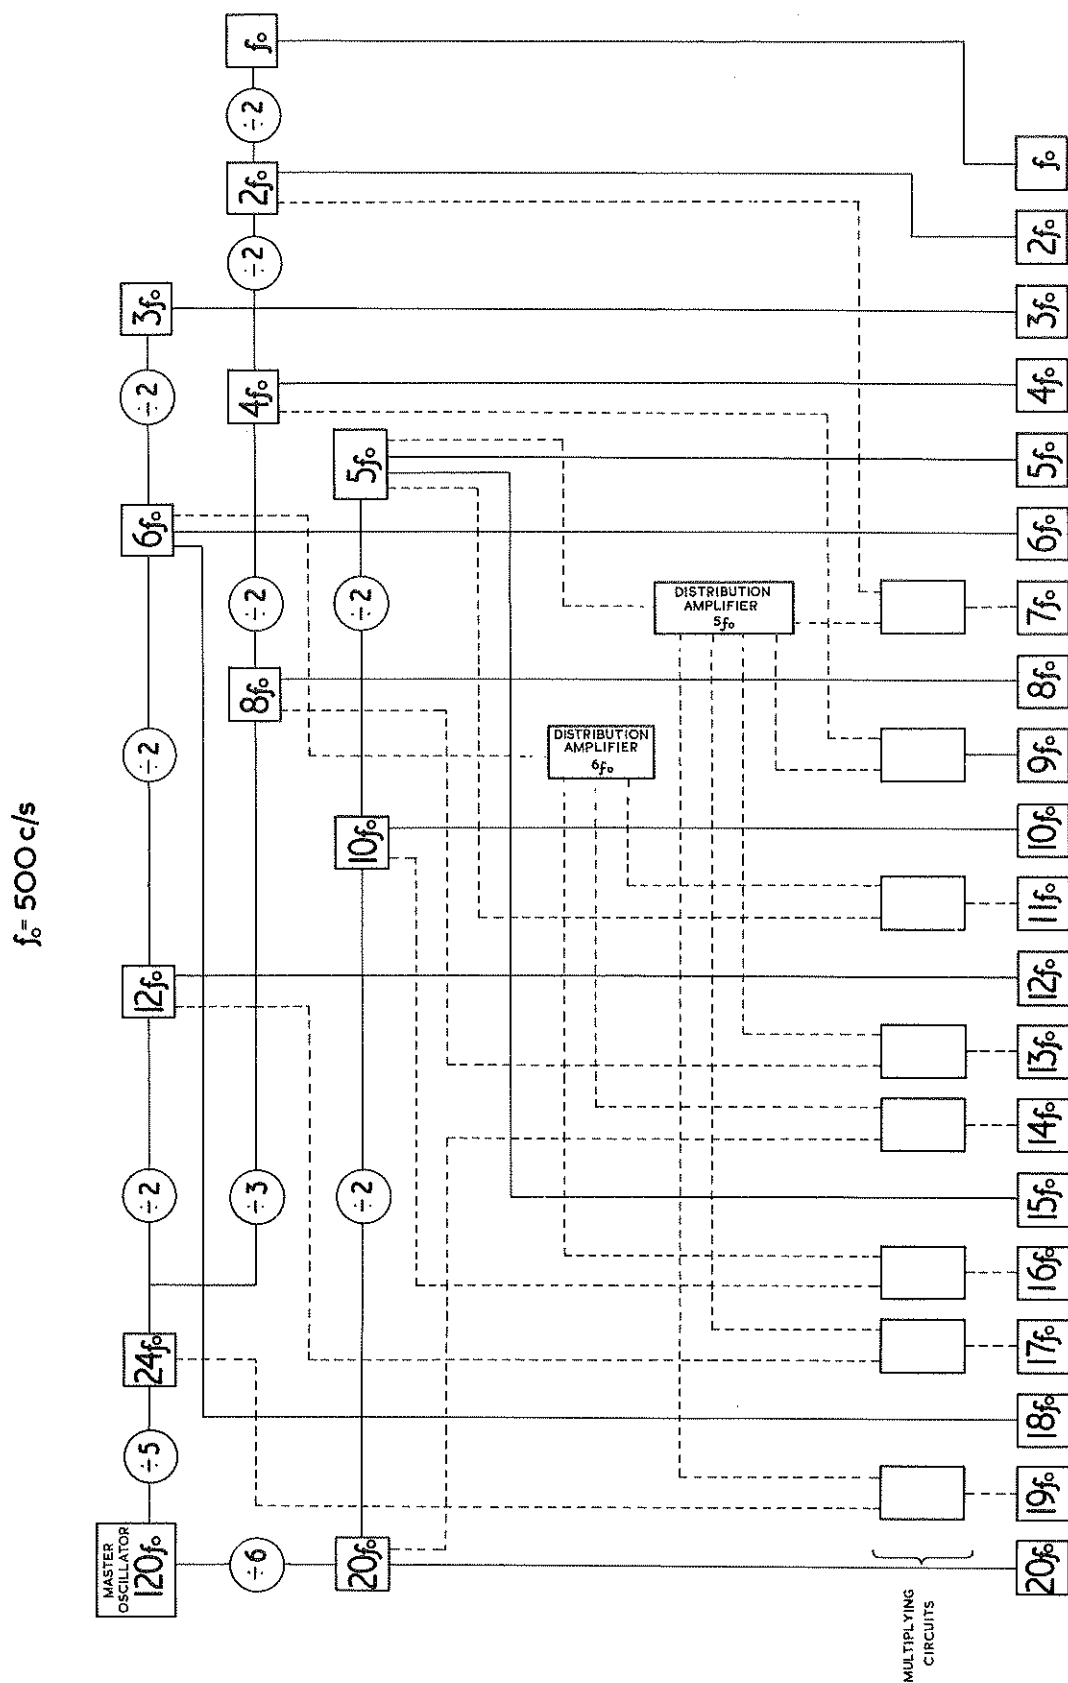 f₀ = 500 c/s
MASTER
OSCILLATOR
120f₀
÷5
24f₀
÷2
12f₀
÷2
6f₀
÷2
3f₀
÷6
÷3
8f₀
÷2
4f₀
÷2
2f₀
÷2
f₀
20f₀
÷2
10f₀
÷2
5f₀
DISTRIBUTION
AMPLIFIER
6f₀
DISTRIBUTION
AMPLIFIER
5f₀
MULTIPLYING
CIRCUITS
20f₀
19f₀
18f₀
17f₀
16f₀
15f₀
14f₀
13f₀
12f₀
11f₀
10f₀
9f₀
8f₀
7f₀
6f₀
5f₀
4f₀
3f₀
2f₀
f₀